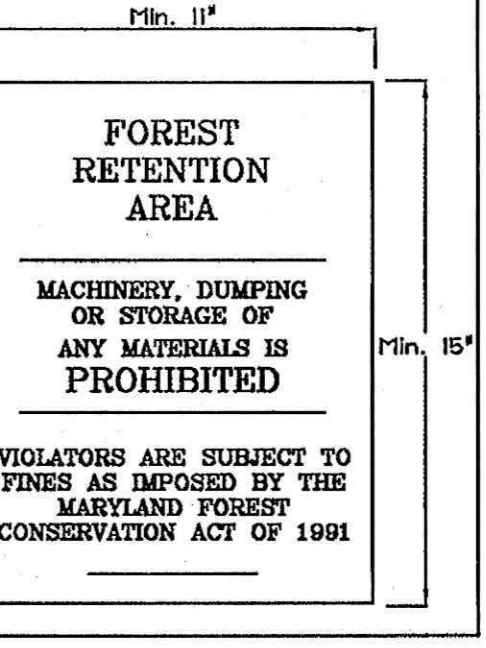 Min. 11"
FOREST
RETENTION
AREA
MACHINERY, DUMPING
OR STORAGE OF
ANY MATERIALS IS
PROHIBITED
Min. 15"
VIOLATORS ARE SUBJECT TO
FINES AS IMPOSED BY THE
MARYLAND FOREST
CONSERVATION ACT OF 1991